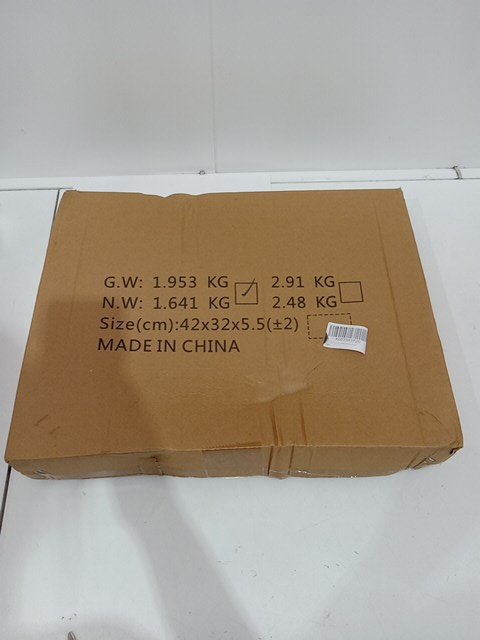 G.W: 1.953 KG ✓ 2.91 KG
N.W: 1.641 KG 2.48 KG
Size(cm):42x32x5.5(±2)
MADE IN CHINA